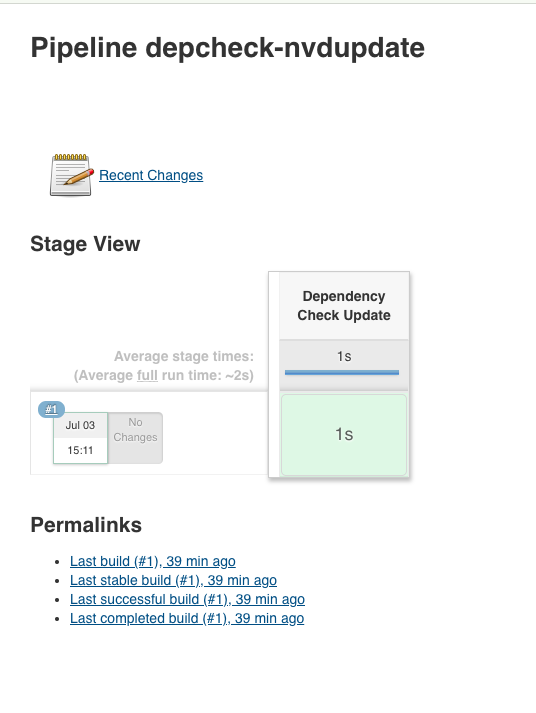 Pipeline depcheck-nvdupdate
Recent Changes
Stage View
Dependency
Check Update
Average stage times:
(Average full run time: ~2s)
1s
#1
Jul 03
15:11
No
Changes
1s
Permalinks
Last build (#1), 39 min ago
Last stable build (#1), 39 min ago
Last successful build (#1), 39 min ago
Last completed build (#1), 39 min ago